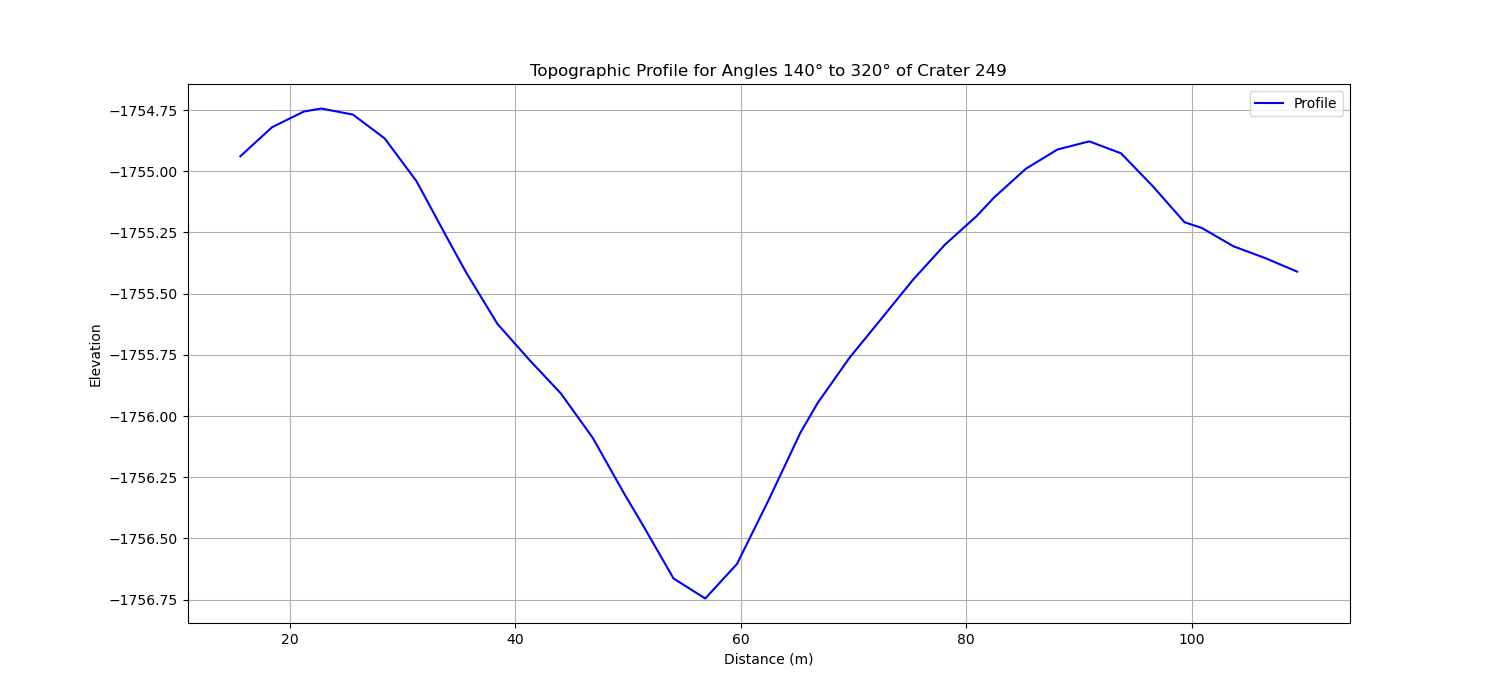 Topographic Profile for Angles 140° to 320° of Crater 249
Profile
−1754.75
−1755.00
−1755.25
−1755.50
−1755.75
−1756.00
−1756.25
−1756.50
−1756.75
Elevation
20 40 60 80 100
Distance (m)